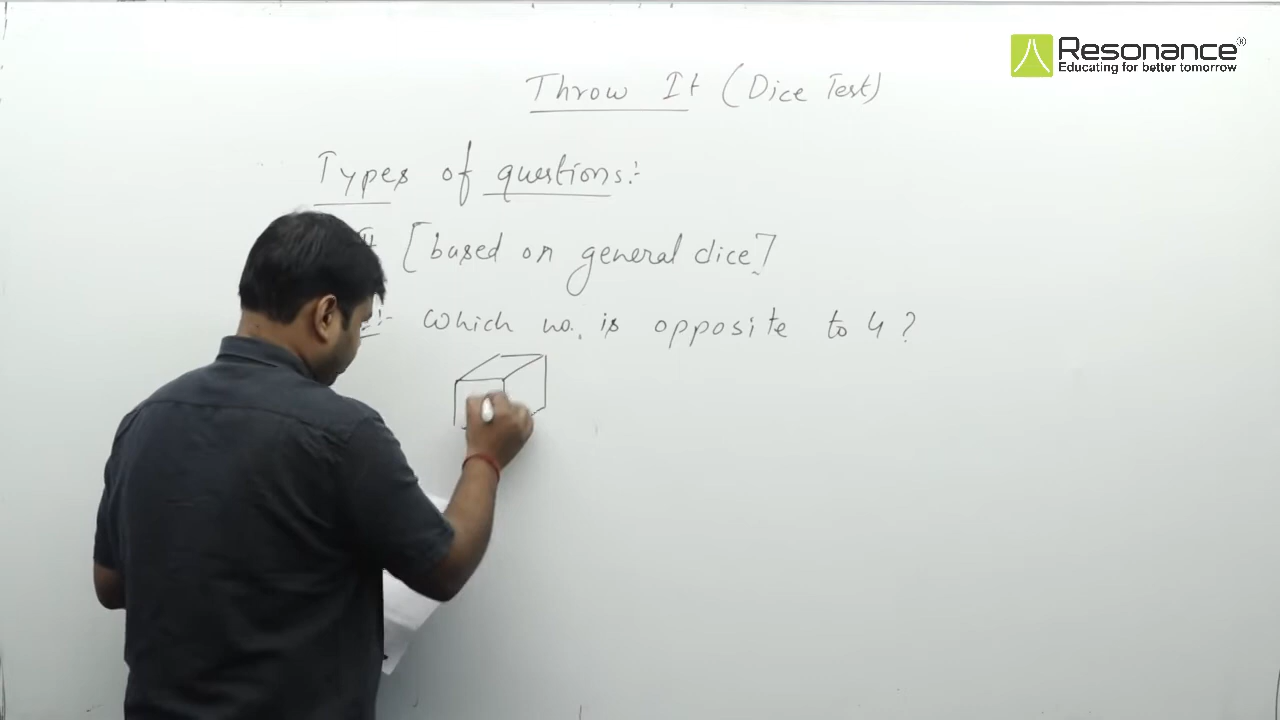 Resonance®
Educating for better tomorrow
Throw It (Dice Test)
Types of questions:-
[based on general dice]
:- Which no. is opposite to 4?